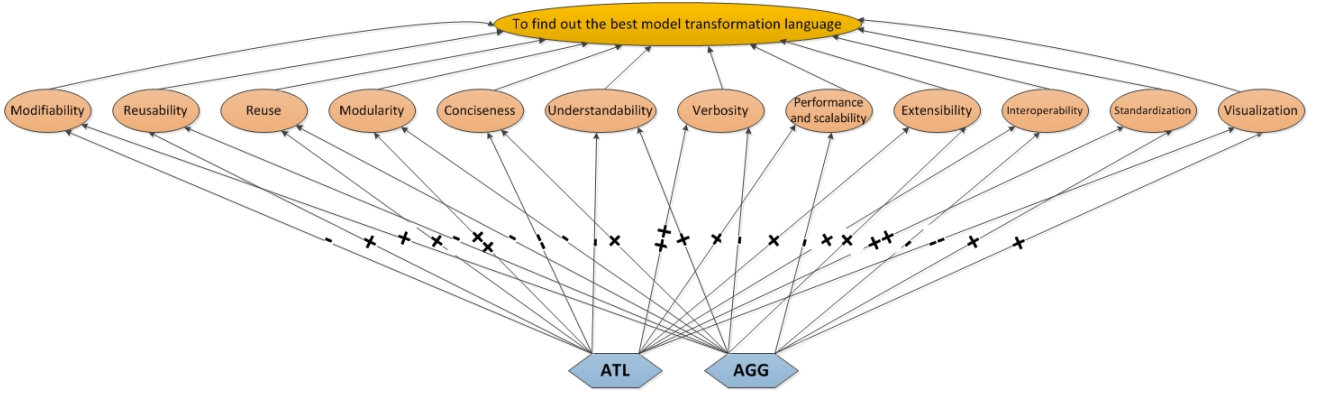 To find out the best model transformation language
Modifiability
Reusability
Reuse
Modularity
Conciseness
Understandability
Verbosity
Performance
and scalability
Extensibility
Interoperability
Standardization
Visualization
- + + + - + + - - - - + + + + + - + - + + + + - -- + +
ATL
AGG